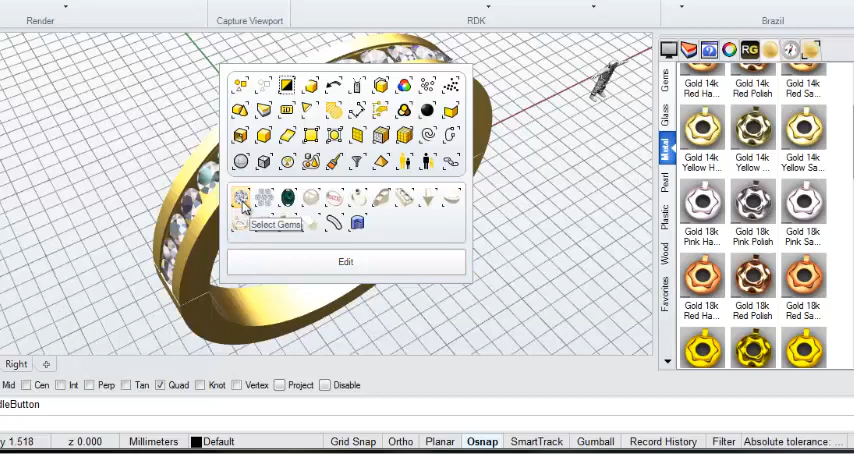 Render
Capture Viewport
RDK
Brazil
RG
2D
Select Gems
Edit
Gems
Glass
Metal
Pearl
Plastic
Wood
Favorites
Gold 14k Red Ha...
Gold 14k Red Polish
Gold 14k Red Sa...
Gold 14k Yellow H...
Gold 14k Yellow ...
Gold 14k Yellow Sa...
Gold 18k Pink Ha...
Gold 18k Pink Polish
Gold 18k Pink Sa...
Gold 18k Red Ha...
Gold 18k Red Polish
Gold 18k Red Sa...
Right
Mid Cen Int Perp Tan Quad Knot Vertex Project Disable
dleButton
y 1.518 z 0.000 Millimeters Default Grid Snap Ortho Planar Osnap SmartTrack Gumball Record History Filter Absolute tolerance: ...